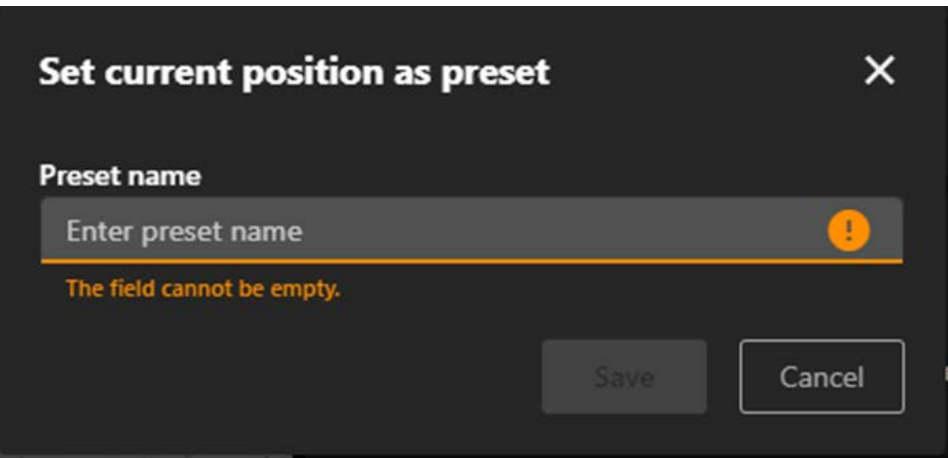 Set current position as preset
Preset name
Enter preset name
!
The field cannot be empty.
Save
Cancel